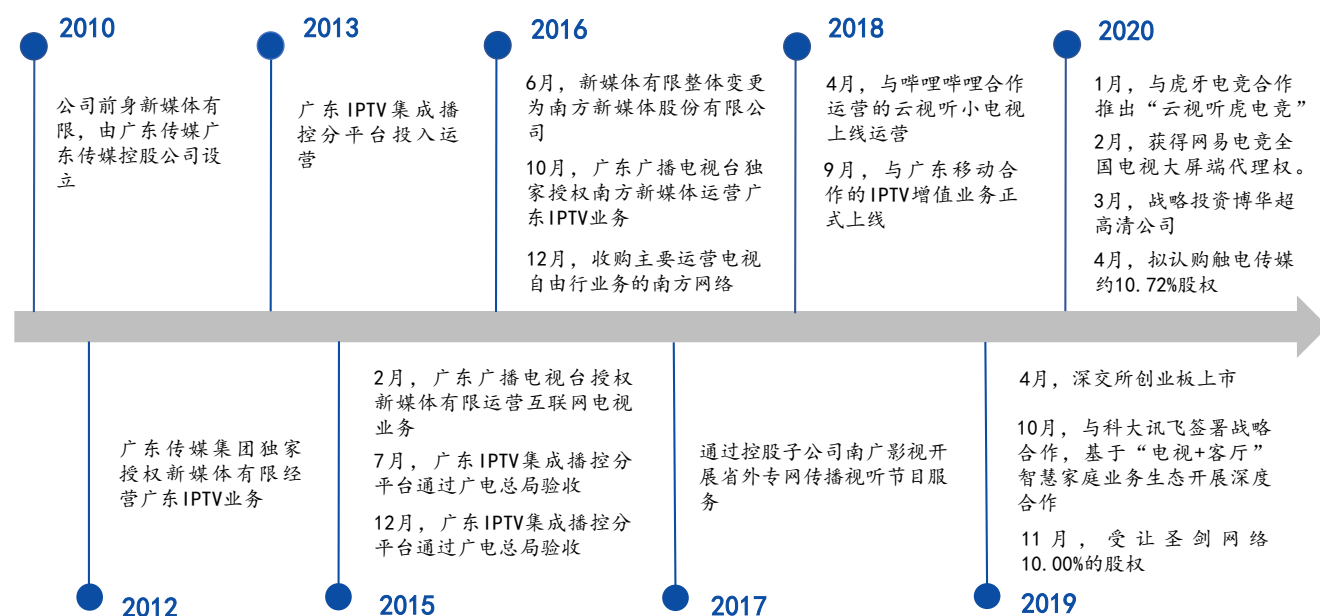 2010
公司前身新媒体有
限，由广东传媒广
东传媒控股公司设
立
2013
广东IPTV集成播
控分平台投入运
营
2016
6月，新媒体有限整体变更
为南方新媒体股份有限公
司
10月，广东广播电视台独
家授权南方新媒体运营广
东IPTV业务
12月，收购主要运营电视
自由行业务的南方网络
2018
4月，与哔哩哔哩合作
运营的云视听小电视
上线运营
9月，与广东移动合
作的IPTV增值业务正
式上线
2020
1月，与虎牙电竞合作
推出“云视听虎电竞”
2月，获得网易电竞全
国电视大屏端代理权。
3月，战略投资博华超
高清公司
4月，拟认购触电传媒
约10.72%股权
广东传媒集团独家
授权新媒体有限经
营广东IPTV业务
2012
2月，广东广播电视台授权
新媒体有限运营互联网电视
业务
7月，广东IPTV集成播控分
平台通过广电总局验收
12月，广东IPTV集成播控分
平台通过广电总局验收
2015
通过控股子公司南广影视开
展省外专网传播视听节目服
务
2017
4月，深交所创业板上市
10月，与科大讯飞签署战略
合作，基于“电视+客厅”
智慧家庭业务生态开展深度
合作
11月，受让圣剑网络
10.00%的股权
2019